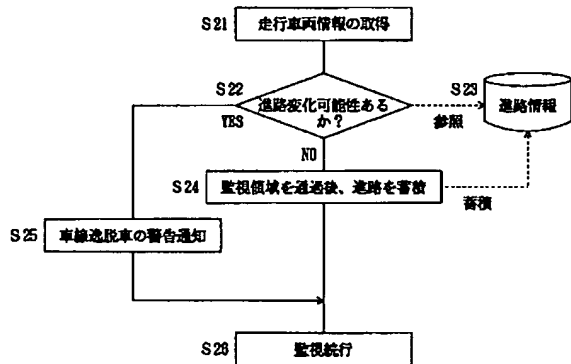 S21 走行車両情報の取得
S22
進路変化可能性ある
か？
YES
NO
S23
進路情報
参照
S24 監視領域を通過後、進路を蓄積
蓄積
S25 車線逸脱車の警告通知
S26 監視続行